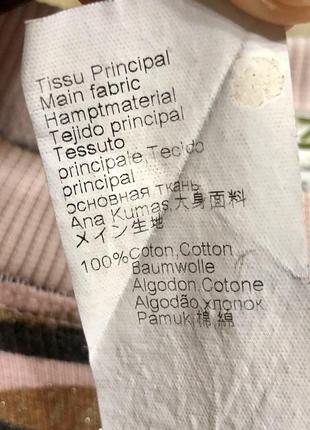 Tissu Principal
Main fabric
Hamptmaterial
Tejido principal
Tessuto
principale,Tecido
principal
основная ткань
Ana Kumas,大身面料
メイン生地
100%Coton,Cotton
Baumwolle
Algodon,Cotone
Algodão,хлопок
Pamuk,棉,綿